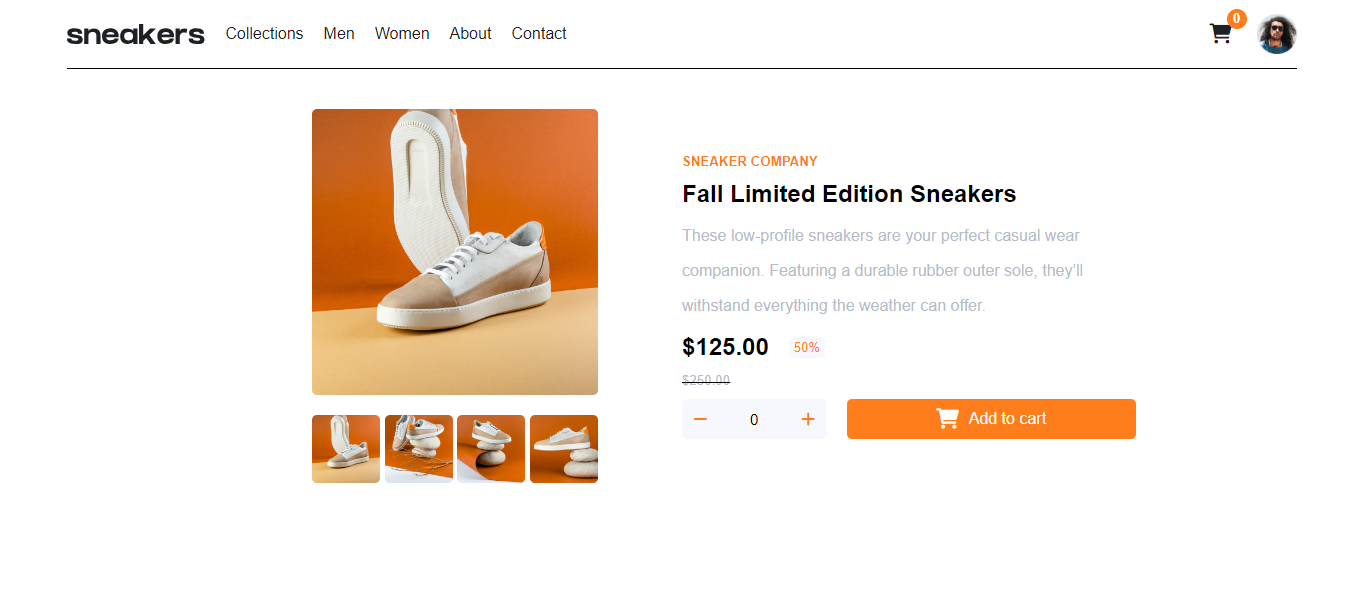 sneakers Collections Men Women About Contact 0
SNEAKER COMPANY
Fall Limited Edition Sneakers
These low-profile sneakers are your perfect casual wear
companion. Featuring a durable rubber outer sole, they’ll
withstand everything the weather can offer.
$125.00 50%
$250.00
− 0 + Add to cart